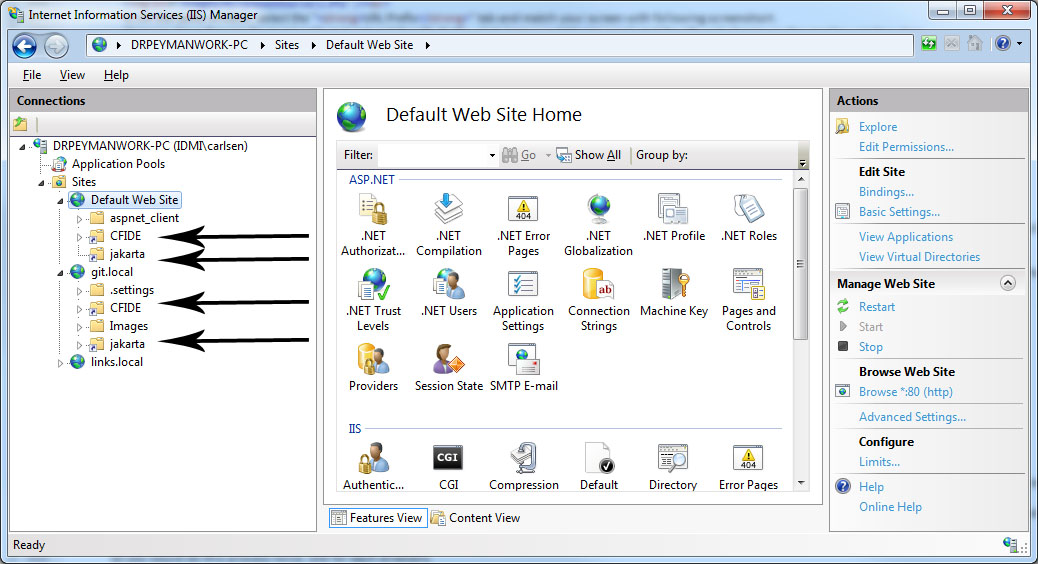 Internet Information Services (IIS) Manager
DRPEYMANWORK-PC Sites Default Web Site
File View Help
Connections
DRPEYMANWORK-PC (IDMI\carlsen)
Application Pools
Sites
Default Web Site
aspnet_client
CFIDE
jakarta
git.local
.settings
CFIDE
Images
jakarta
links.local
Default Web Site Home
Filter: Go Show All Group by:
ASP.NET
.NET Authorizat...
.NET Compilation
.NET Error Pages
.NET Globalization
.NET Profile
.NET Roles
.NET Trust Levels
.NET Users
Application Settings
Connection Strings
Machine Key
Pages and Controls
Providers
Session State
SMTP E-mail
IIS
Authentic...
CGI
Compression
Default
Directory
Error Pages
Features View Content View
Actions
Explore
Edit Permissions...
Edit Site
Bindings...
Basic Settings...
View Applications
View Virtual Directories
Manage Web Site
Restart
Start
Stop
Browse Web Site
Browse *:80 (http)
Advanced Settings...
Configure
Limits...
Help
Online Help
Ready